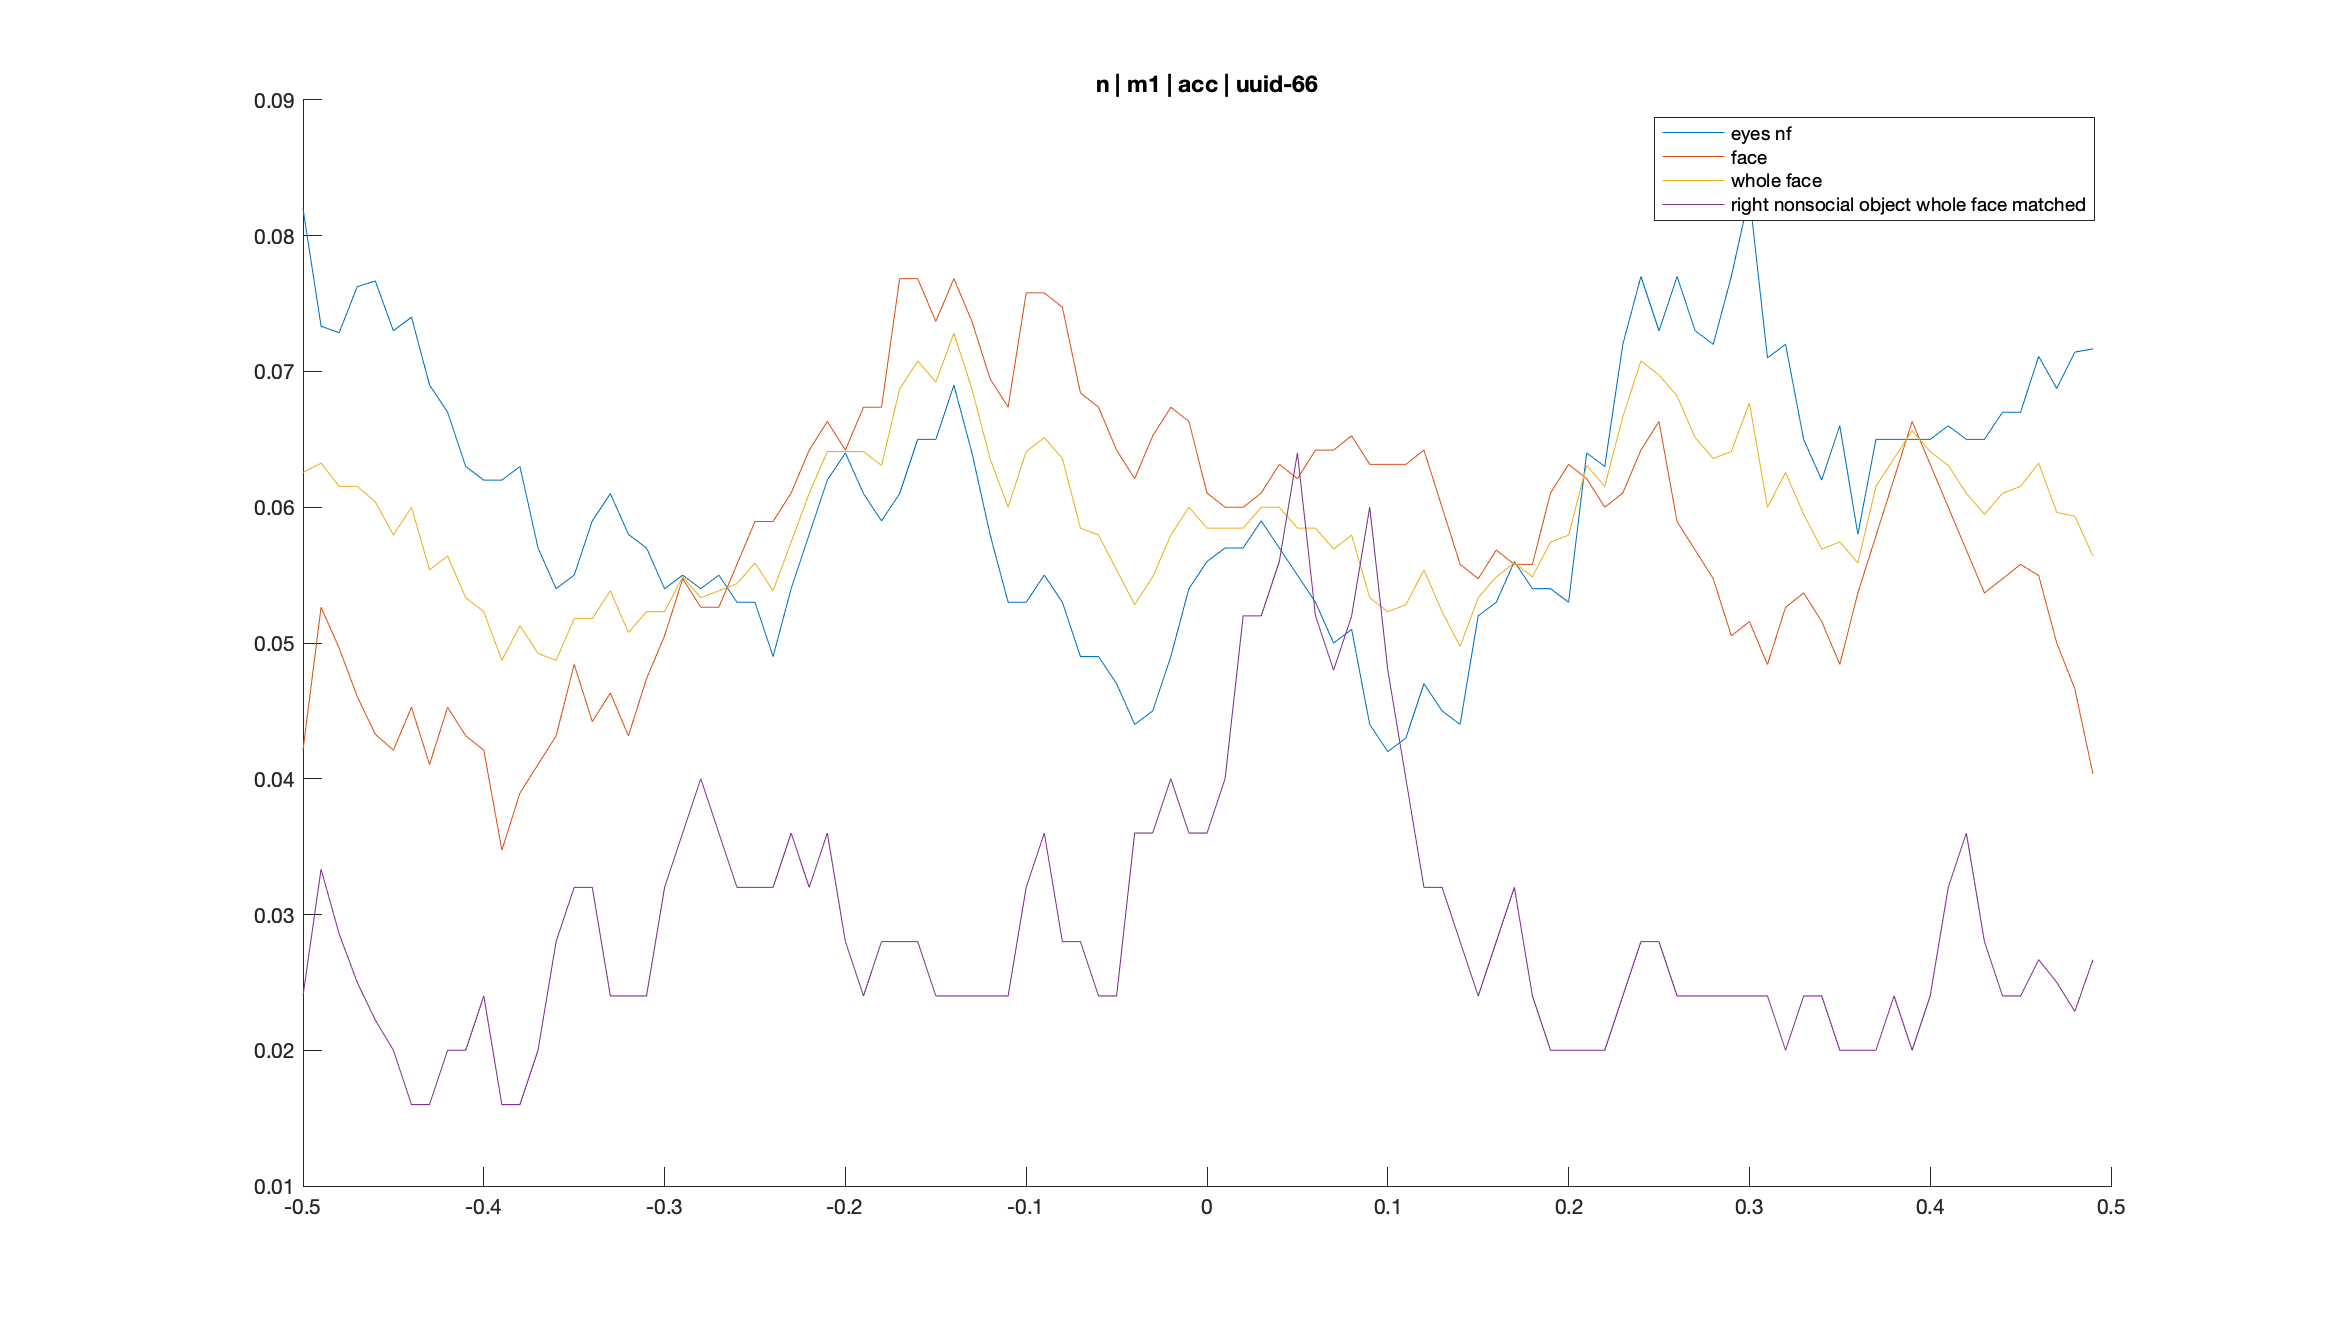 n | m1 | acc | uuid-66
eyes nf
face
whole face
right nonsocial object whole face matched
0.09
0.08
0.07
0.06
0.05
0.04
0.03
0.02
0.01
-0.5 -0.4 -0.3 -0.2 -0.1 0 0.1 0.2 0.3 0.4 0.5